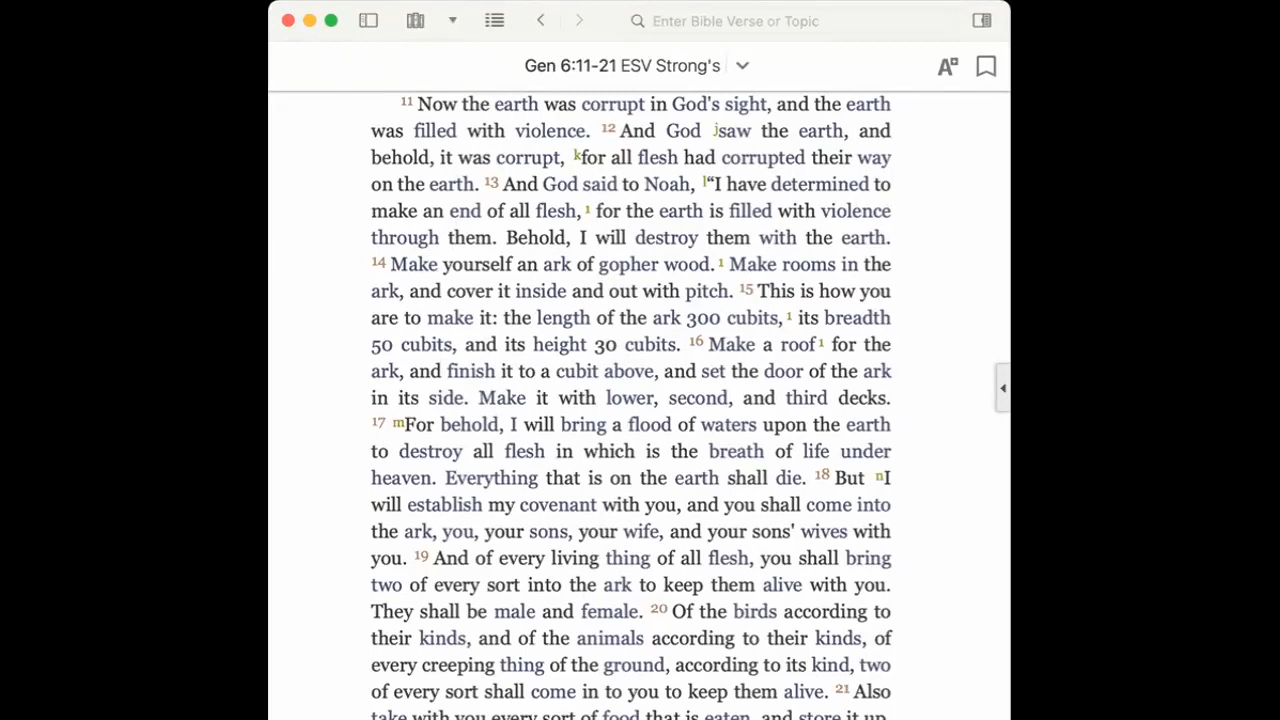 Enter Bible Verse or Topic
Gen 6:11-21 ESV Strong's
A
11 Now the earth was corrupt in God's sight, and the earth
was filled with violence. 12 And God jsaw the earth, and
behold, it was corrupt, kfor all flesh had corrupted their way
on the earth. 13 And God said to Noah, l“I have determined to
make an end of all flesh,1 for the earth is filled with violence
through them. Behold, I will destroy them with the earth.
14 Make yourself an ark of gopher wood.1 Make rooms in the
ark, and cover it inside and out with pitch. 15 This is how you
are to make it: the length of the ark 300 cubits,1 its breadth
50 cubits, and its height 30 cubits. 16 Make a roof1 for the
ark, and finish it to a cubit above, and set the door of the ark
in its side. Make it with lower, second, and third decks.
17 mFor behold, I will bring a flood of waters upon the earth
to destroy all flesh in which is the breath of life under
heaven. Everything that is on the earth shall die. 18 But nI
will establish my covenant with you, and you shall come into
the ark, you, your sons, your wife, and your sons' wives with
you. 19 And of every living thing of all flesh, you shall bring
two of every sort into the ark to keep them alive with you.
They shall be male and female. 20 Of the birds according to
their kinds, and of the animals according to their kinds, of
every creeping thing of the ground, according to its kind, two
of every sort shall come in to you to keep them alive. 21 Also
take with you every sort of food that is eaten, and store it up.